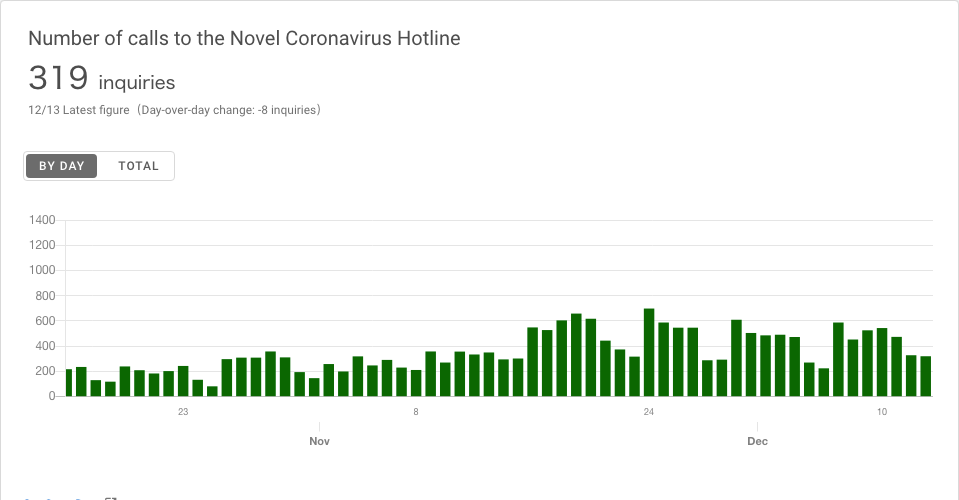 Number of calls to the Novel Coronavirus Hotline
319 inquiries
12/13 Latest figure（Day-over-day change: -8 inquiries）
BY DAY TOTAL
1400
1200
1000
800
600
400
200
0
23 8 24 10
Nov Dec